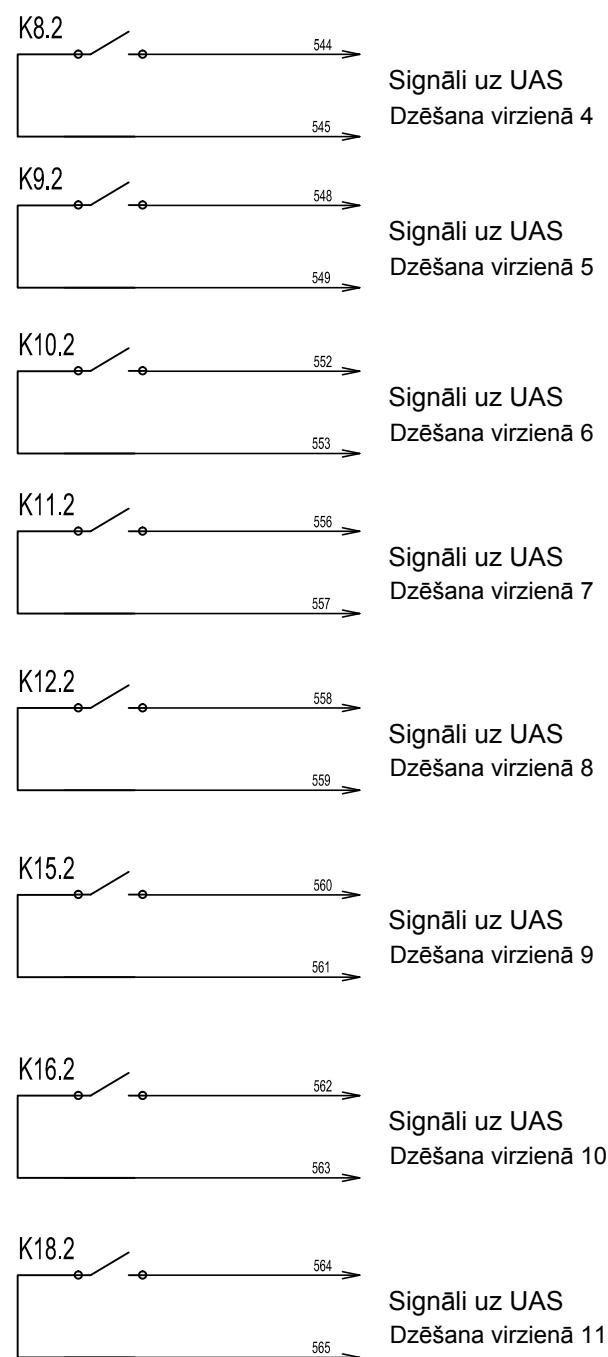 K8.2
544
Signāli uz UAS
Dzēšana virzienā 4
545
K9.2
548
Signāli uz UAS
Dzēšana virzienā 5
549
K10.2
552
Signāli uz UAS
Dzēšana virzienā 6
553
K11.2
556
Signāli uz UAS
Dzēšana virzienā 7
557
K12.2
558
Signāli uz UAS
Dzēšana virzienā 8
559
K15.2
560
Signāli uz UAS
Dzēšana virzienā 9
561
K16.2
562
Signāli uz UAS
Dzēšana virzienā 10
563
K18.2
564
Signāli uz UAS
Dzēšana virzienā 11
565